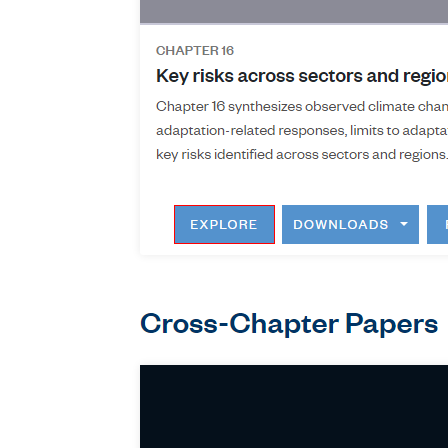 CHAPTER 16
Key risks across sectors and regio
Chapter 16 synthesizes observed climate chan
adaptation-related responses, limits to adapta
key risks identified across sectors and regions.
EXPLORE DOWNLOADS
Cross-Chapter Papers